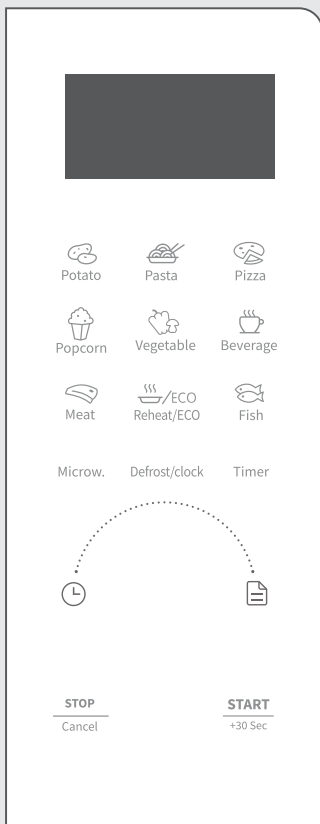 Potato Pasta Pizza
Popcorn Vegetable Beverage
/ECO
Meat Reheat/ECO Fish
Microw. Defrost/clock Timer
STOP START
Cancel +30 Sec